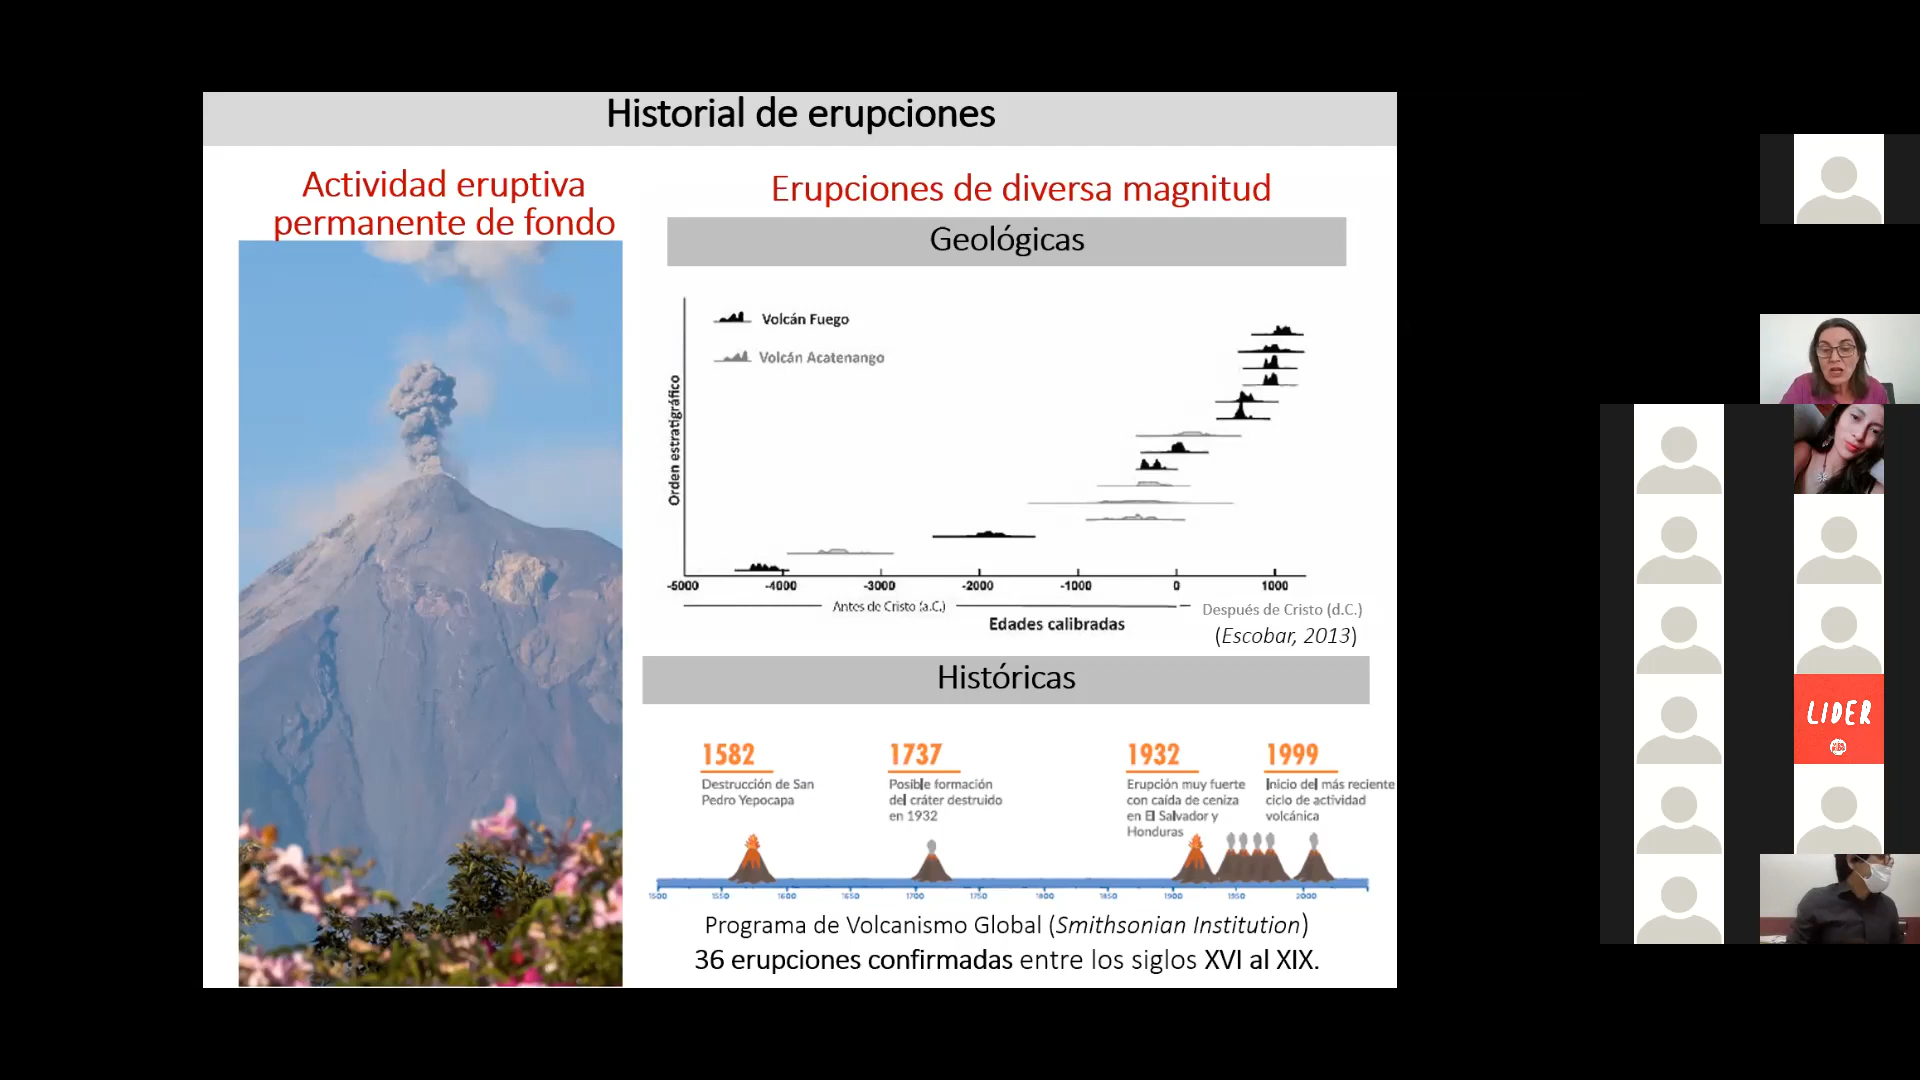 Historial de erupciones
Actividad eruptiva
permanente de fondo
Erupciones de diversa magnitud
Geológicas
Volcán Fuego
Volcán Acatenango
Orden estratigráfico
-5000 -4000 -3000 -2000 -1000 0 1000
Antes de Cristo (a.C.)
Después de Cristo (d.C.)
Edades calibradas
(Escobar, 2013)
Históricas
1582
Destrucción de San
Pedro Yepocapa
1737
Posible formación
del cráter destruido
en 1932
1932
Erupción muy fuerte
con caída de ceniza
en El Salvador y
Honduras
1999
Inicio del más reciente
ciclo de actividad
volcánica
1500 1550 1600 1650 1700 1750 1800 1850 1900 1950 2000
Programa de Volcanismo Global (Smithsonian Institution)
36 erupciones confirmadas entre los siglos XVI al XIX.
LIDER